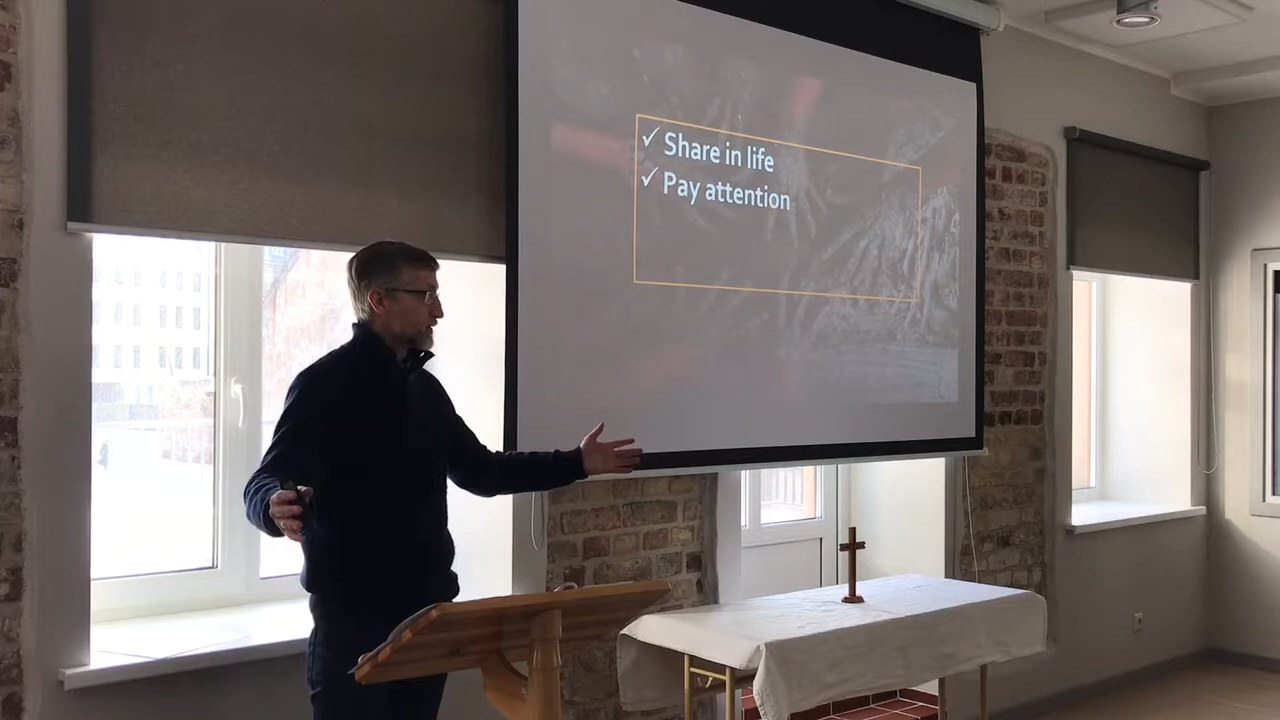 ✓ Share in life
✓ Pay attention